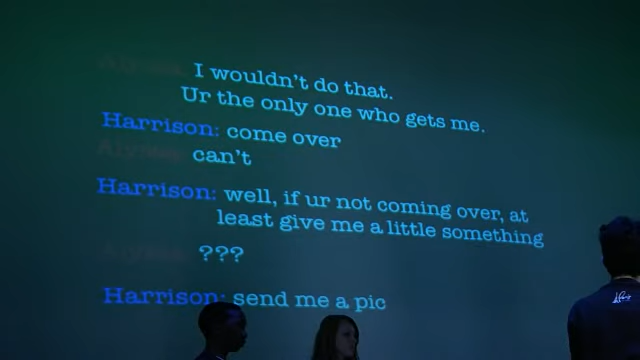 I wouldn't do that.
Ur the only one who gets me.
Harrison: come over
can't
Harrison: well, if ur not coming over, at
least give me a little something
???
Harrison: send me a pic